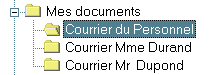 Mes documents
Courrier du Personnel
Courrier Mme Durand
Courrier Mr Dupond